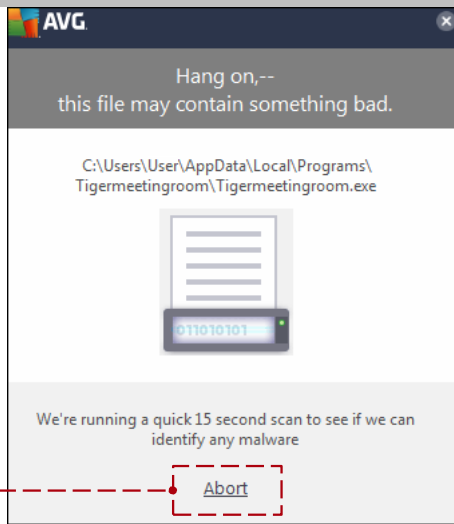 AVG
Hang on,--
this file may contain something bad.
C:\Users\User\AppData\Local\Programs\
Tigermeetingroom\Tigermeetingroom.exe
011010101
We're running a quick 15 second scan to see if we can
identify any malware
Abort